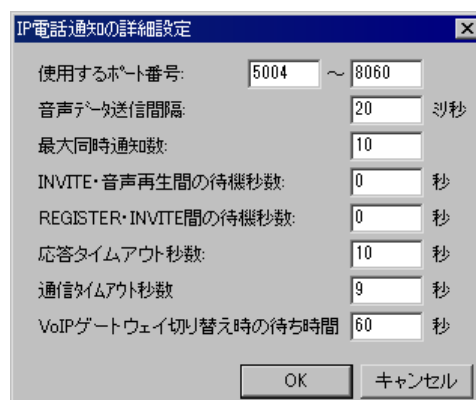 IP電話通知の詳細設定
使用するポート番号: 5004 ～ 8060
音声データ送信間隔: 20 ミリ秒
最大同時通知数: 10
INVITE・音声再生間の待機秒数: 0 秒
REGISTER・INVITE間の待機秒数: 0 秒
応答タイムアウト秒数: 10 秒
通信タイムアウト秒数 9 秒
VoIPゲートウェイ切り替え時の待ち時間 60 秒
OK キャンセル